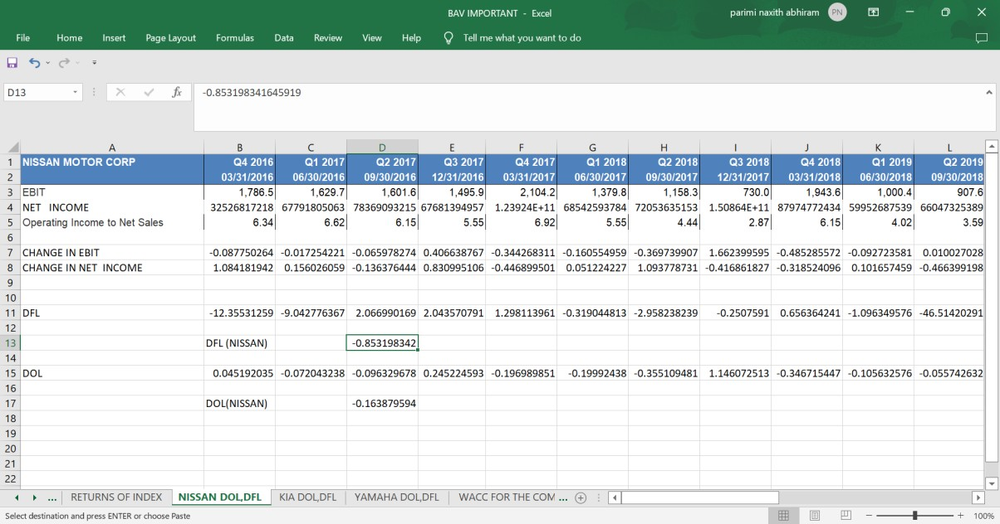 BAV IMPORTANT - Excel
parimi naxith abhiram PN
File Home Insert Page Layout Formulas Data Review View Help Tell me what you want to do
D13 fx -0.853198341645919
A B C D E F G H I J K L
1 NISSAN MOTOR CORP Q4 2016 Q1 2017 Q2 2017 Q3 2017 Q4 2017 Q1 2018 Q2 2018 Q3 2018 Q4 2018 Q1 2019 Q2 2019
2 03/31/2016 06/30/2016 09/30/2016 12/31/2016 03/31/2017 06/30/2017 09/30/2017 12/31/2017 03/31/2018 06/30/2018 09/30/2018
3 EBIT 1,786.5 1,629.7 1,601.6 1,495.9 2,104.2 1,379.8 1,158.3 730.0 1,943.6 1,000.4 907.6
4 NET INCOME 32526817218 67791805063 78369093215 67681394957 1.23924E+11 68542593784 72053635153 1.50864E+11 87974772434 59952687539 66047325389
5 Operating Income to Net Sales 6.34 6.62 6.15 5.55 6.92 5.55 4.44 2.87 6.15 4.02 3.59
6
7 CHANGE IN EBIT -0.087750264 -0.017254221 -0.065978274 0.406638767 -0.344268311 -0.160554959 -0.369739907 1.662399595 -0.485285572 -0.092723581 0.010027028
8 CHANGE IN NET INCOME 1.084181942 0.156026059 -0.136376444 0.830995106 -0.446899501 0.051224227 1.093778731 -0.416861827 -0.318524096 0.101657459 -0.466399198
9
10
11 DFL -12.35531259 -9.042776367 2.066990169 2.043570791 1.298113961 -0.319044813 -2.958238239 -0.2507591 0.656364241 -1.096349576 -46.51420291
12
13 DFL (NISSAN) -0.853198342
14
15 DOL 0.045192035 -0.072043238 -0.096329678 0.245224593 -0.196989851 -0.19992438 -0.355109481 1.146072513 -0.346715447 -0.105632576 -0.055742632
16
17 DOL(NISSAN) -0.163879594
18
19
20
21
22
... RETURNS OF INDEX NISSAN DOL,DFL KIA DOL,DFL YAMAHA DOL,DFL WACC FOR THE COM ...
Select destination and press ENTER or choose Paste 100%